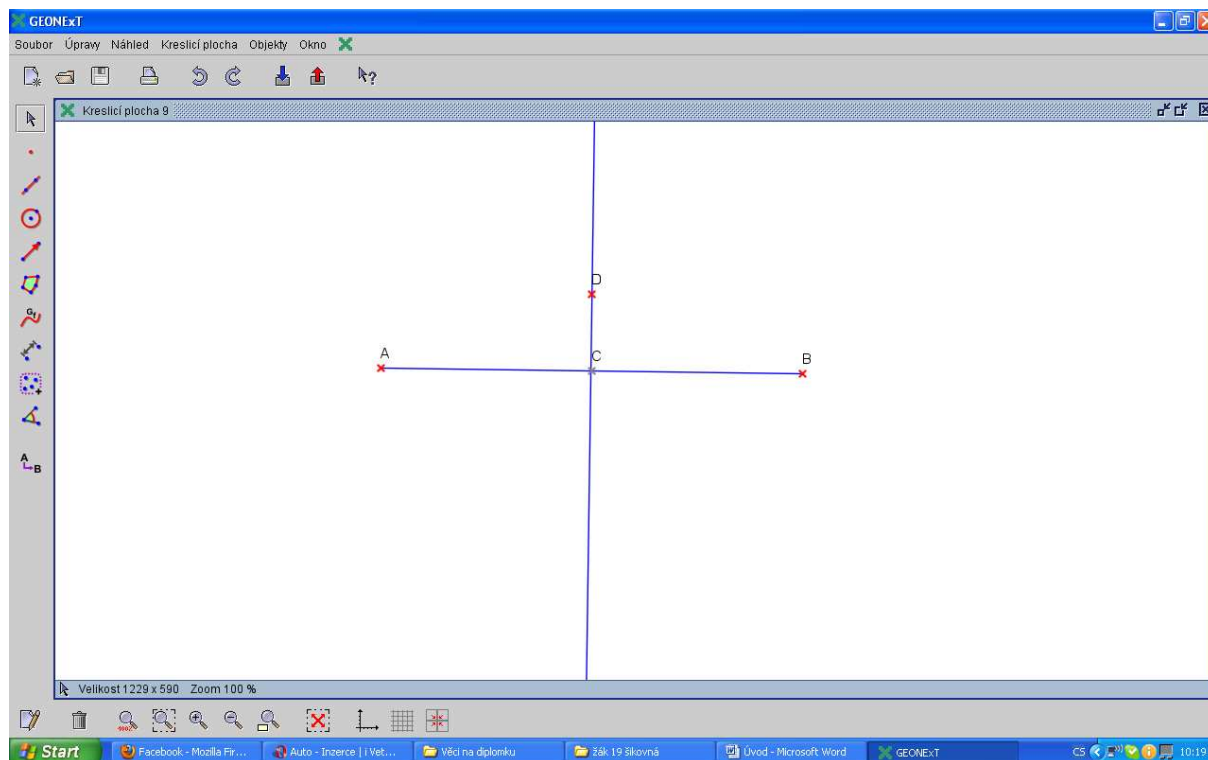 GEONExT
Soubor Úpravy Náhled Kreslicí plocha Objekty Okno
Kreslicí plocha 9
D
A
C
B
A
B
Velikost 1229 x 590 Zoom 100 %
Start Facebook - Mozilla Fir... Auto - Inzerce | i Vet... Věci na diplomku žák 19 šikovná Úvod - Microsoft Word GEONExT CS 10:19